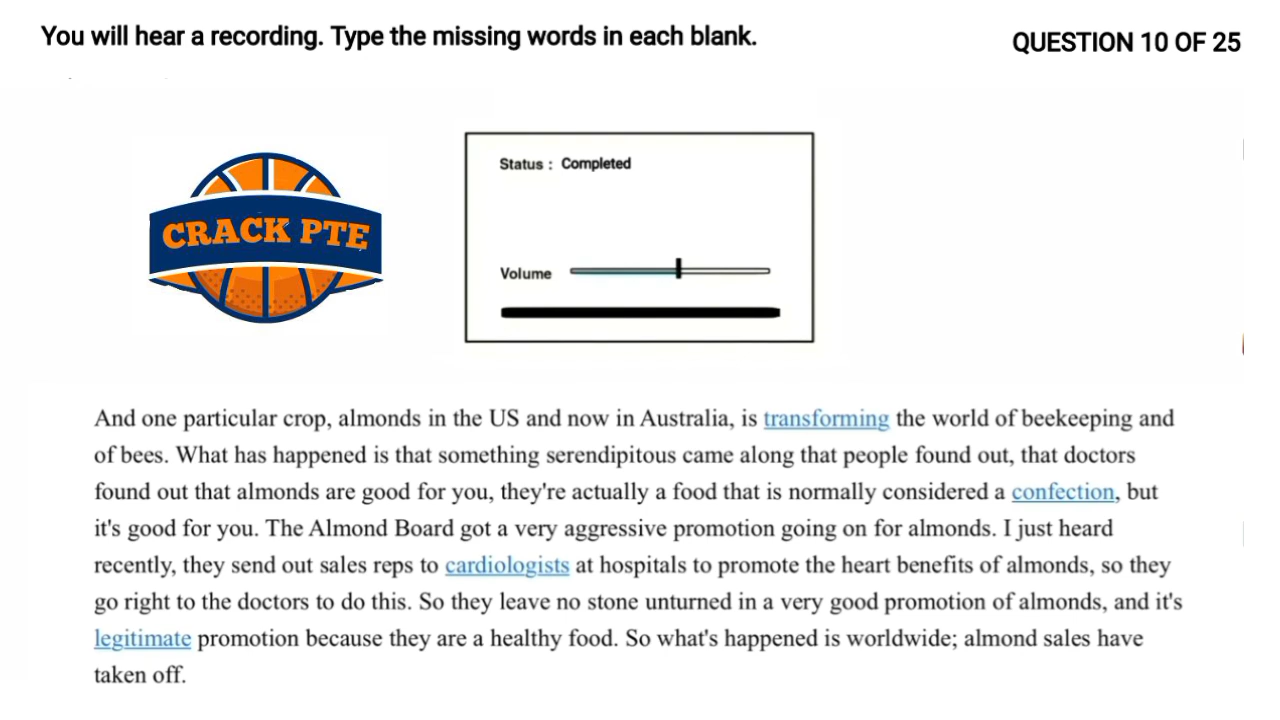 You will hear a recording. Type the missing words in each blank.
QUESTION 10 OF 25
CRACK PTE
Status : Completed
Volume
And one particular crop, almonds in the US and now in Australia, is transforming the world of beekeeping and
of bees. What has happened is that something serendipitous came along that people found out, that doctors
found out that almonds are good for you, they're actually a food that is normally considered a confection, but
it's good for you. The Almond Board got a very aggressive promotion going on for almonds. I just heard
recently, they send out sales reps to cardiologists at hospitals to promote the heart benefits of almonds, so they
go right to the doctors to do this. So they leave no stone unturned in a very good promotion of almonds, and it's
legitimate promotion because they are a healthy food. So what's happened is worldwide; almond sales have
taken off.